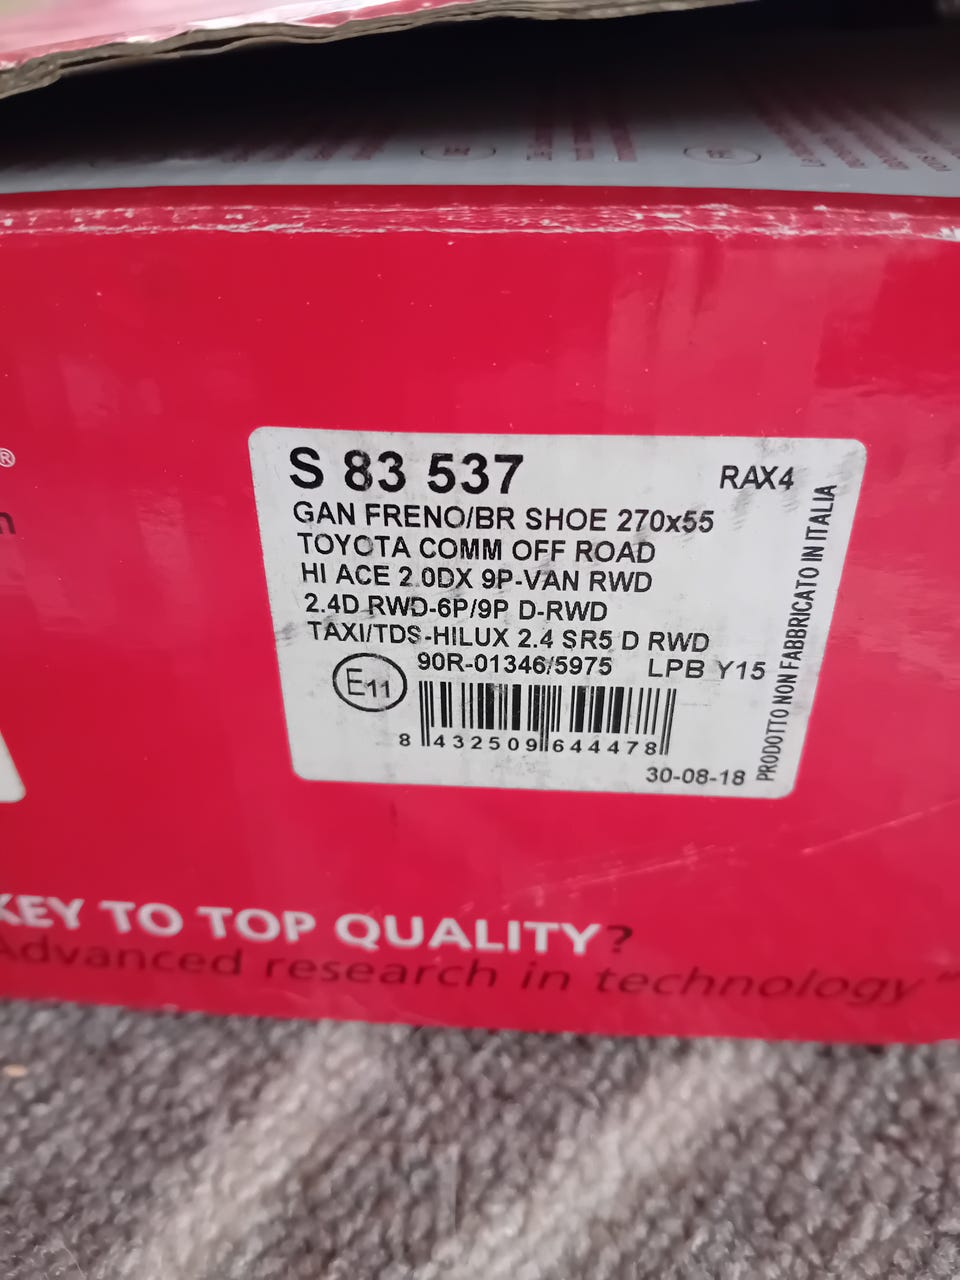 ®
n
S 83 537 RAX4
GAN FRENO/BR SHOE 270x55
TOYOTA COMM OFF ROAD
HI ACE 2.0DX 9P-VAN RWD
2.4D RWD-6P/9P D-RWD
TAXI/TDS-HILUX 2.4 SR5 D RWD
90R-01346/5975 LPB Y15
E11
8 432509 644478
30-08-18
PRODOTTO NON FABBRICATO IN ITALIA
KEY TO TOP QUALITY?
Advanced research in technology"